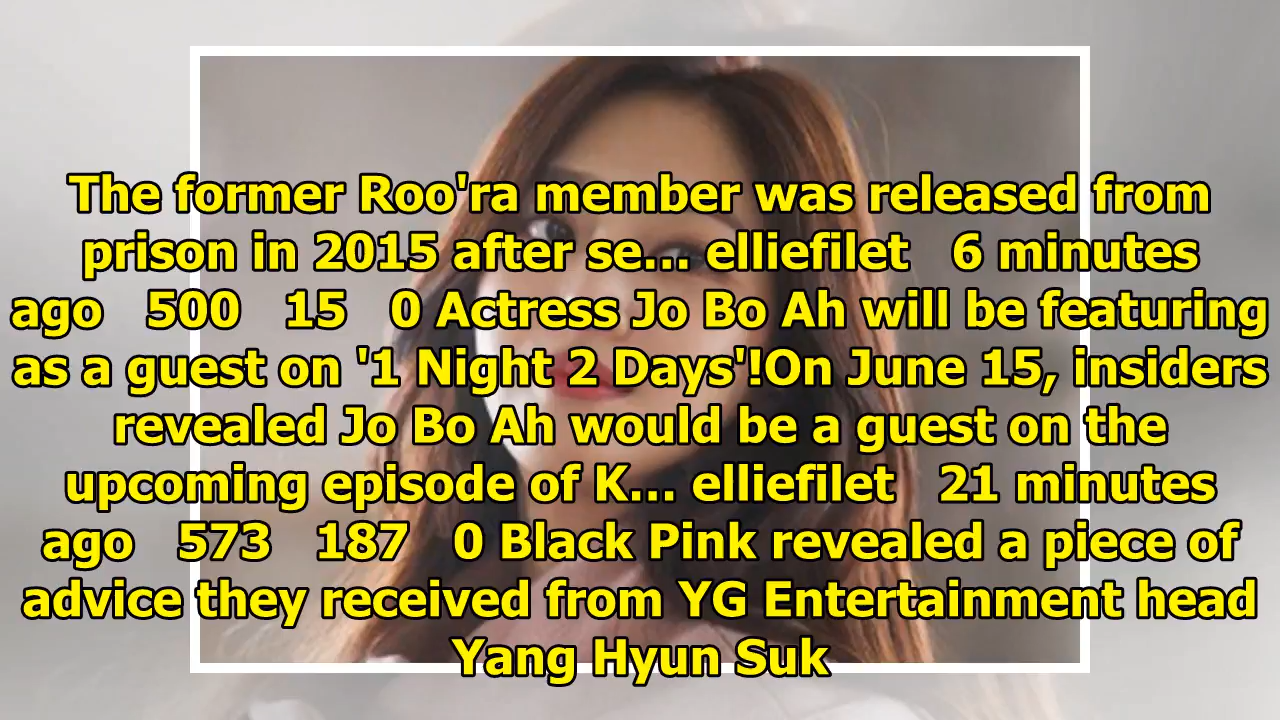 The former Roo'ra member was released from
prison in 2015 after se... elliefilet   6 minutes
ago   500   15   0 Actress Jo Bo Ah will be featuring
as a guest on '1 Night 2 Days'!On June 15, insiders
revealed Jo Bo Ah would be a guest on the
upcoming episode of K... elliefilet   21 minutes
ago   573   187   0 Black Pink revealed a piece of
advice they received from YG Entertainment head
Yang Hyun Suk